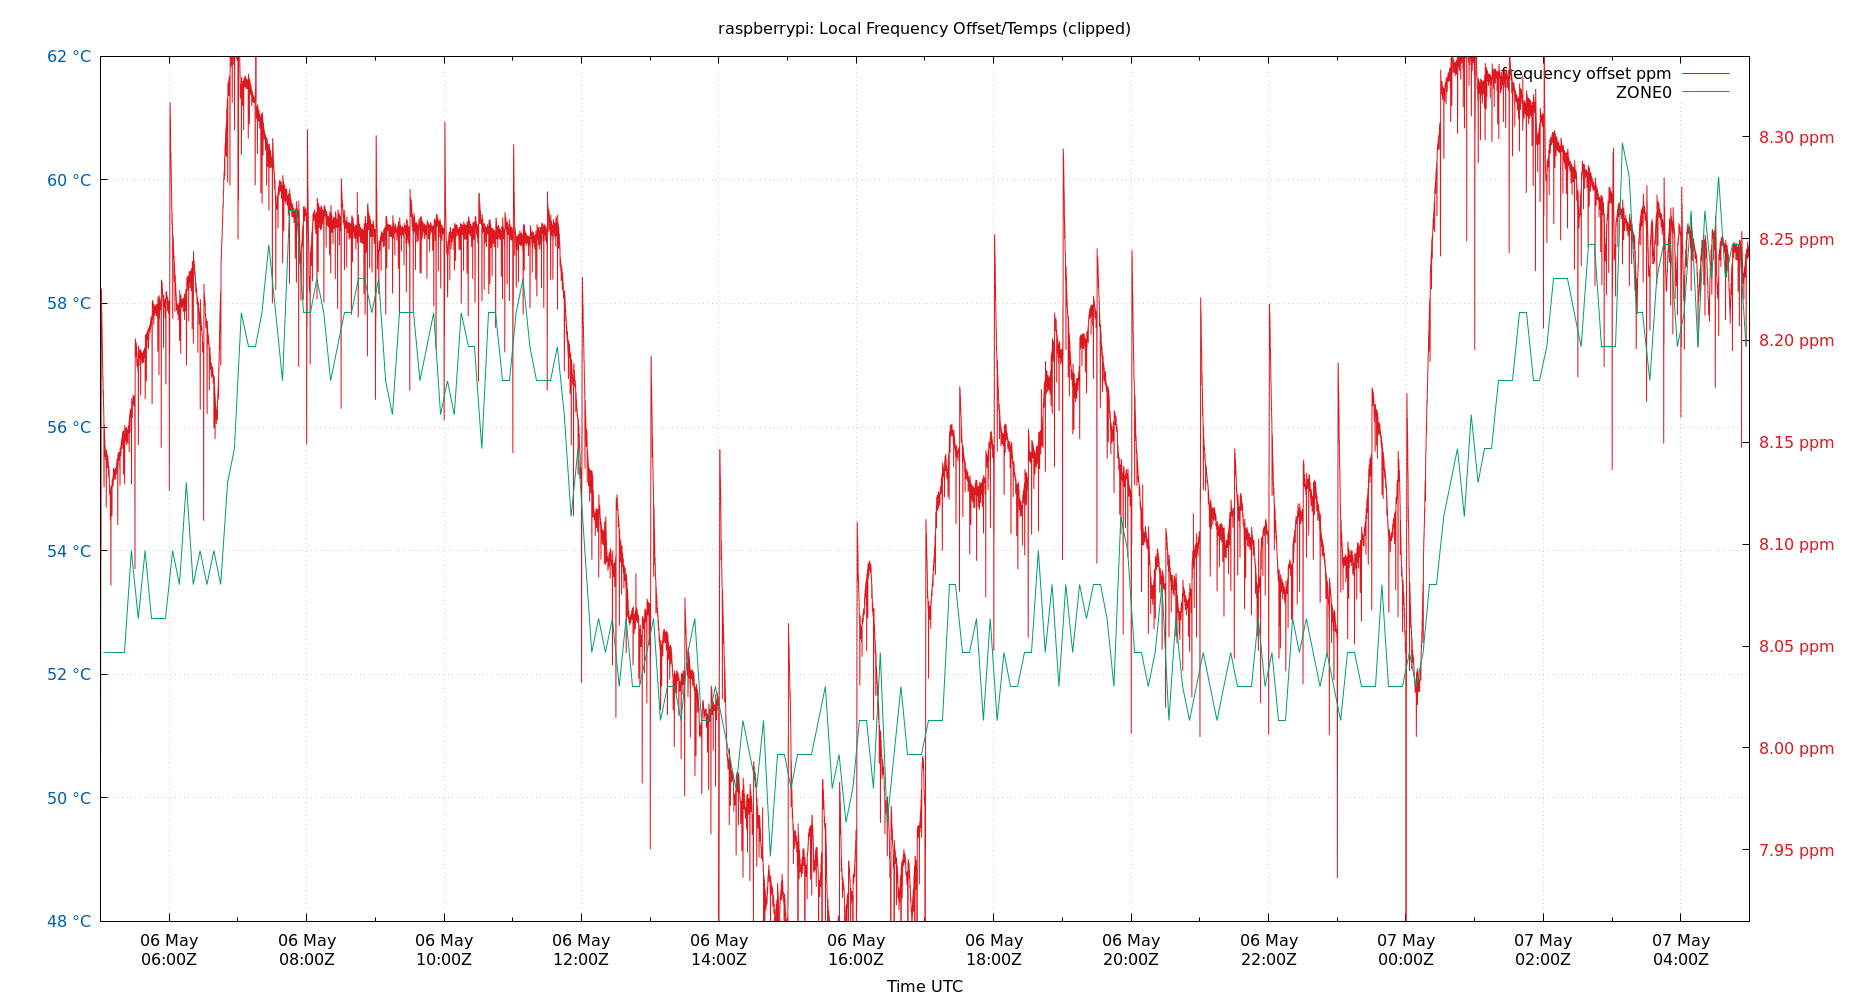 raspberrypi: Local Frequency Offset/Temps (clipped)
62 °C
60 °C
58 °C
56 °C
54 °C
52 °C
50 °C
48 °C
frequency offset ppm
ZONE0
8.30 ppm
8.25 ppm
8.20 ppm
8.15 ppm
8.10 ppm
8.05 ppm
8.00 ppm
7.95 ppm
06 May 06 May 06 May 06 May 06 May 06 May 06 May 06 May 06 May 07 May 07 May 07 May
06:00Z 08:00Z 10:00Z 12:00Z 14:00Z 16:00Z 18:00Z 20:00Z 22:00Z 00:00Z 02:00Z 04:00Z
Time UTC